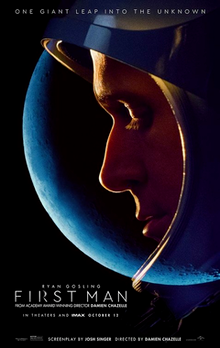 ONE GIANT LEAP INTO THE UNKNOWN
RYAN GOSLING
FIRST MAN
FROM ACADEMY AWARD WINNING DIRECTOR DAMIEN CHAZELLE
IN THEATERS AND IMAX OCTOBER 12
SCREENPLAY BY JOSH SINGER DIRECTED BY DAMIEN CHAZELLE